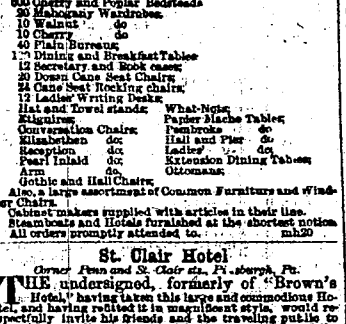 Cherry and Poplar Bedsteads
20 Mahogany Wardrobes,
10 Walnut do
10 Cherry do
40 Plain Bureaus;
Dining and Breakfast Tables
12 Secretary and Book cases;
20 Dozen Cane Seat Chairs;
24 Cane Seat Rocking chairs;
12 Ladies' Writing Desks;
Hat and Towel stands; What-Nots;
Etiguires; Papier Mache Tables;
Conversation Chairs; Pembroke do
Elizabethen do; Hall and Pier do
Reception do; Ladies' do;
Pearl Inlaid do; Extension Dining Tables;
Arm do Ottomans;
Gothic and Hall Chairs;
Also, a large assortment of Common Furniture and Wind-
or Chairs.
Cabinet makers supplied with articles in their line.
Steamboats and Hotels furnished at the shortest notice
All orders promptly attended to. mh20
St. Clair Hotel
Corner Penn and St. Clair sts., Pa.
THE undersigned, formerly of "Brown's
Hotel," having taken this large and commodious Ho-
tel, and having refited it in magnificent style, would re-
spectfully invite his friends and the traveling public to